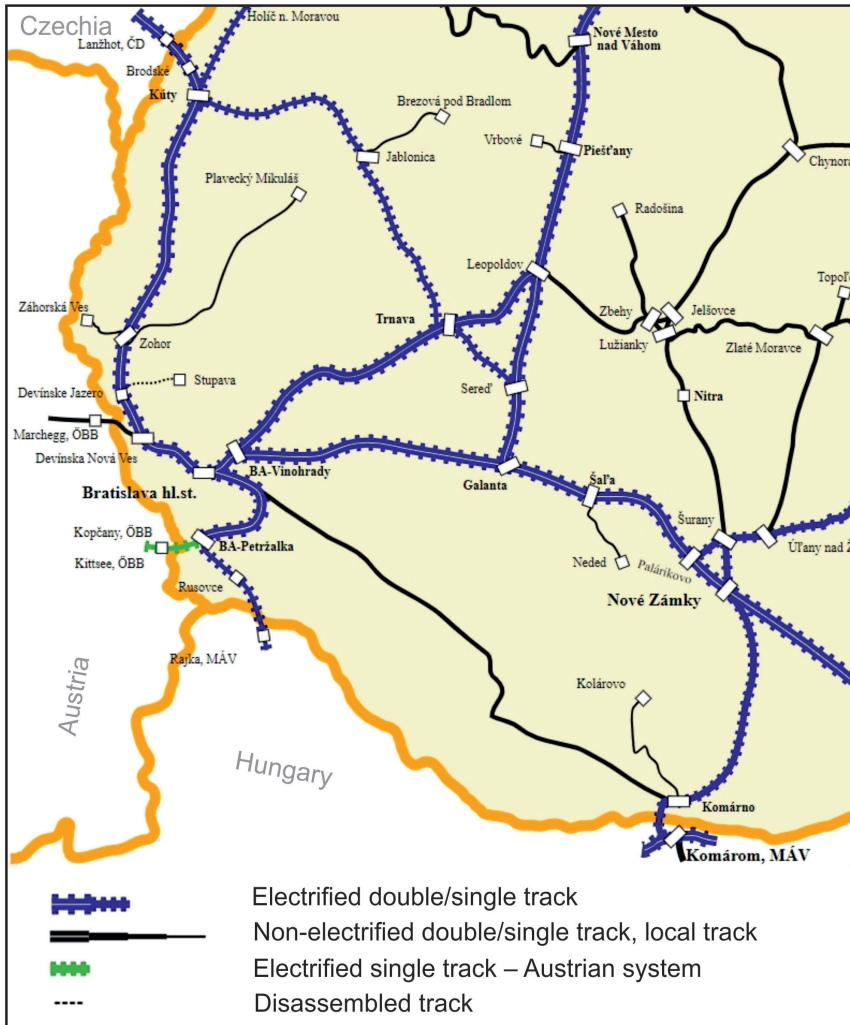 Czechia
Holíč n. Moravou
Lanžhot, ČD
Brodské
Kúty
Nové Mesto
nad Váhom
Brezová pod Bradlom
Vrbové
Piešťany
Jablonica
Chynora
Plavecký Mikuláš
Radošina
Leopoldov
Topoľč
Záhorská Ves
Zohor
Trnava
Zbehy
Jelšovce
Lužianky
Zlaté Moravce
Stupava
Sereď
Devínske Jazero
Nitra
Marchegg, ÖBB
Devínska Nová Ves
BA-Vinohrady
Galanta
Šaľa
Bratislava hl.st.
Šurany
Kopčany, ÖBB
BA-Petržalka
Úľany nad Ž
Kittsee, ÖBB
Neded
Palárikovo
Rusovce
Nové Zámky
Rajka, MÁV
Austria
Kolárovo
Hungary
Komárno
Komárom, MÁV
Electrified double/single track
Non-electrified double/single track, local track
Electrified single track – Austrian system
Disassembled track